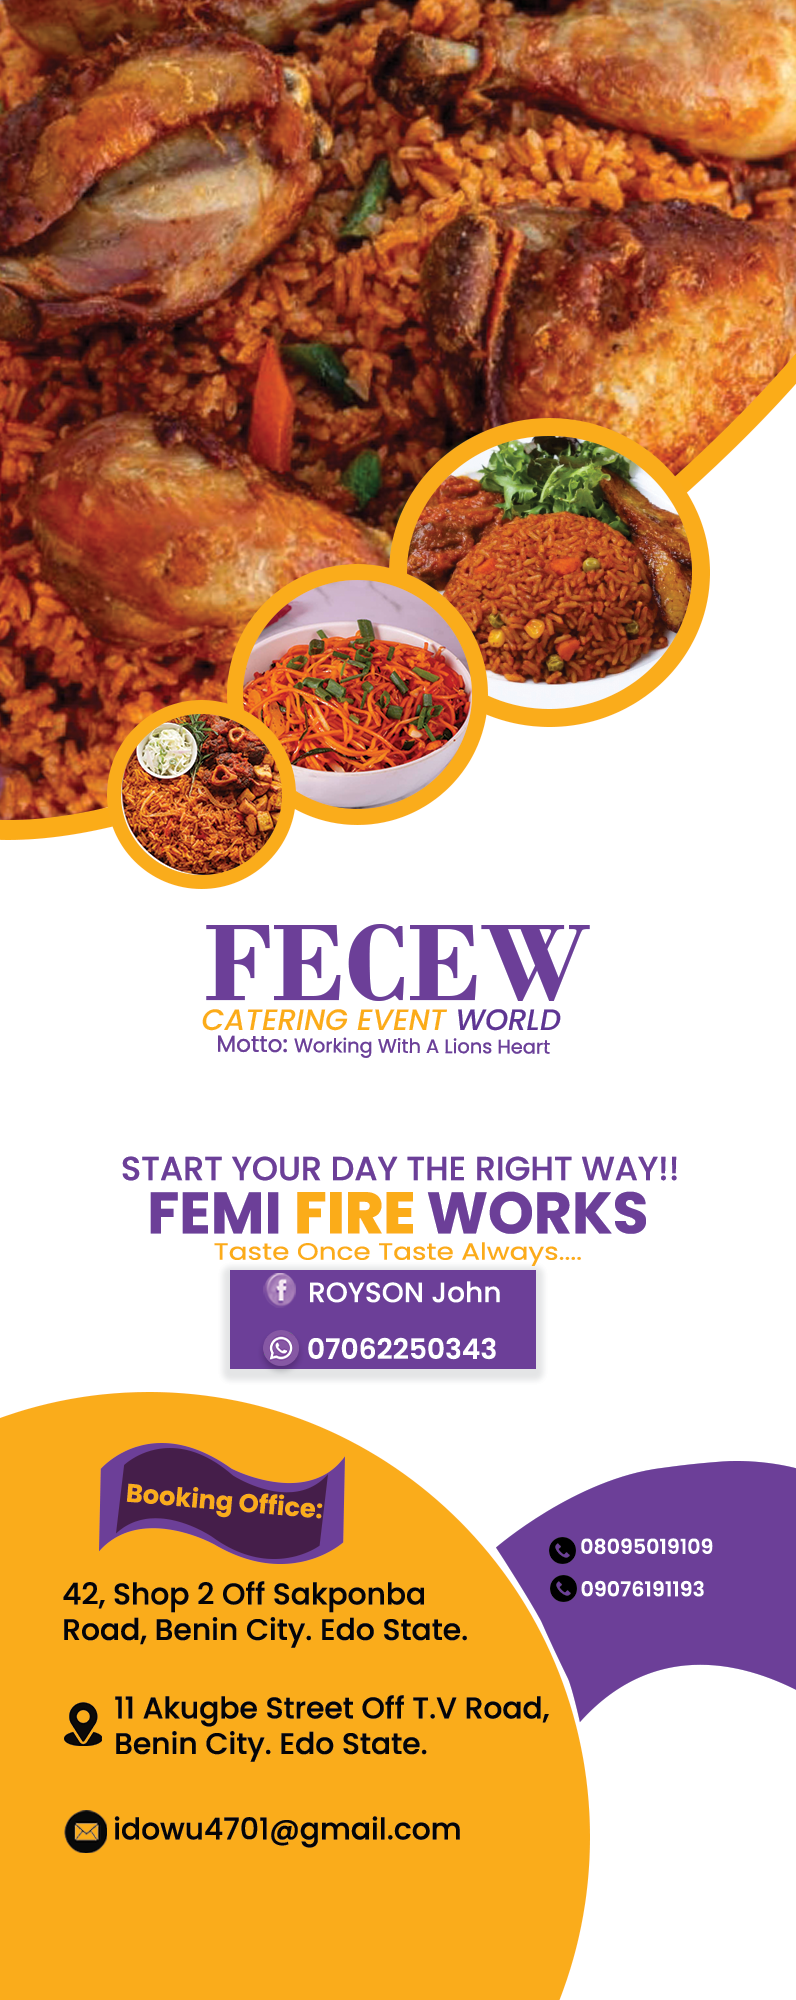 FECEW
CATERING EVENT WORLD
Motto: Working With A Lions Heart
START YOUR DAY THE RIGHT WAY!!
FEMI FIRE WORKS
Taste Once Taste Always....
ROYSON John
07062250343
Booking Office:
42, Shop 2 Off Sakponba
Road, Benin City. Edo State.
11 Akugbe Street Off T.V Road,
Benin City. Edo State.
idowu4701@gmail.com
08095019109
09076191193